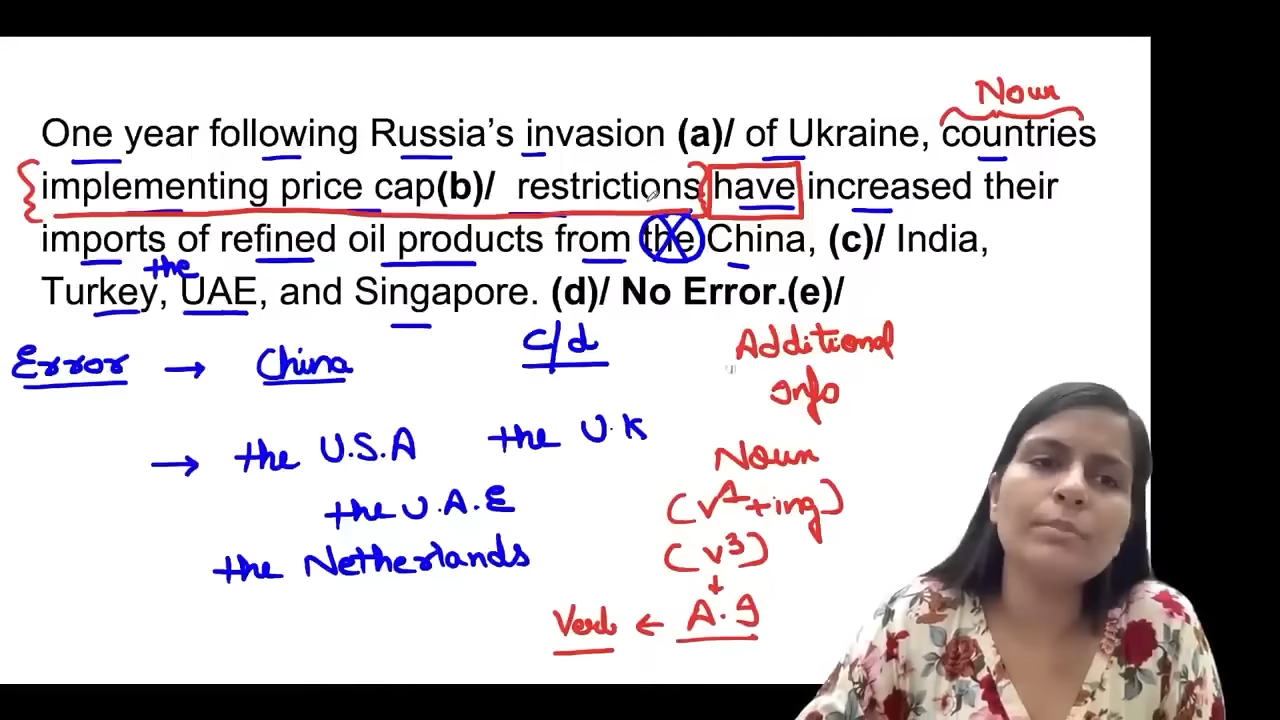 Noun
One year following Russia's invasion (a)/ of Ukraine, countries
implementing price cap(b)/ restrictions have increased their
imports of refined oil products from the China, (c)/ India,
the
Turkey, UAE, and Singapore. (d)/ No Error.(e)/
Error → China
c/d
Additional
info
→ the U.S.A
the U.K
the U.A.E
the Netherlands
Noun
(V1+ing)
(V3)
+
Verb ← A.I